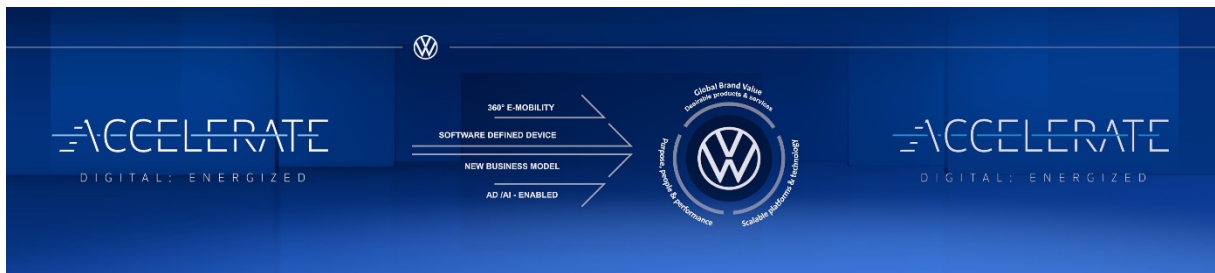 ACCELERATE
DIGITAL: ENERGIZED
360° E-MOBILITY
SOFTWARE DEFINED DEVICE
NEW BUSINESS MODEL
AD /AI - ENABLED
Global Brand Value
Desirable products & services
Purpose, people & performance
Scalable platforms & technology
ACCELERATE
DIGITAL: ENERGIZED